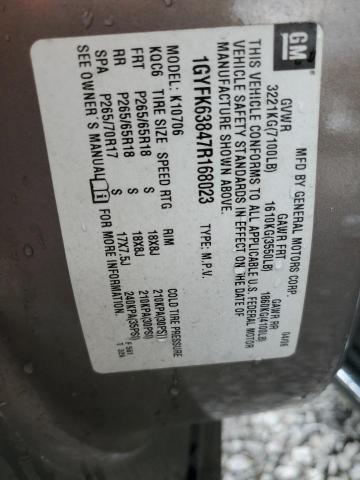 GM
MFD BY GENERAL MOTORS CORP.
04/06
GVWR GAWR FRT GAWR RR
3221KG(7100LB) 1610KG(3550LB) 1860KG(4100LB)
THIS VEHICLE CONFORMS TO ALL APPLICABLE U.S. FEDERAL MOTOR
VEHICLE SAFETY STANDARDS IN EFFECT ON THE DATE OF
MANUFACTURE SHOWN ABOVE.
1GYFK63847R168023 TYPE: M.P.V.
K10706
KQC6 TIRE SIZE SPEED RTG RIM COLD TIRE PRESSURE
FRT P265/65R18 S 18X8J 210KPA(30PSI)
RR P265/65R18 S 18X8J 210KPA(30PSI)
SPA P265/70R17 S 17X7.5J 240KPA(35PSI)
SEE OWNER'S MANUAL FOR MORE INFORMATION.